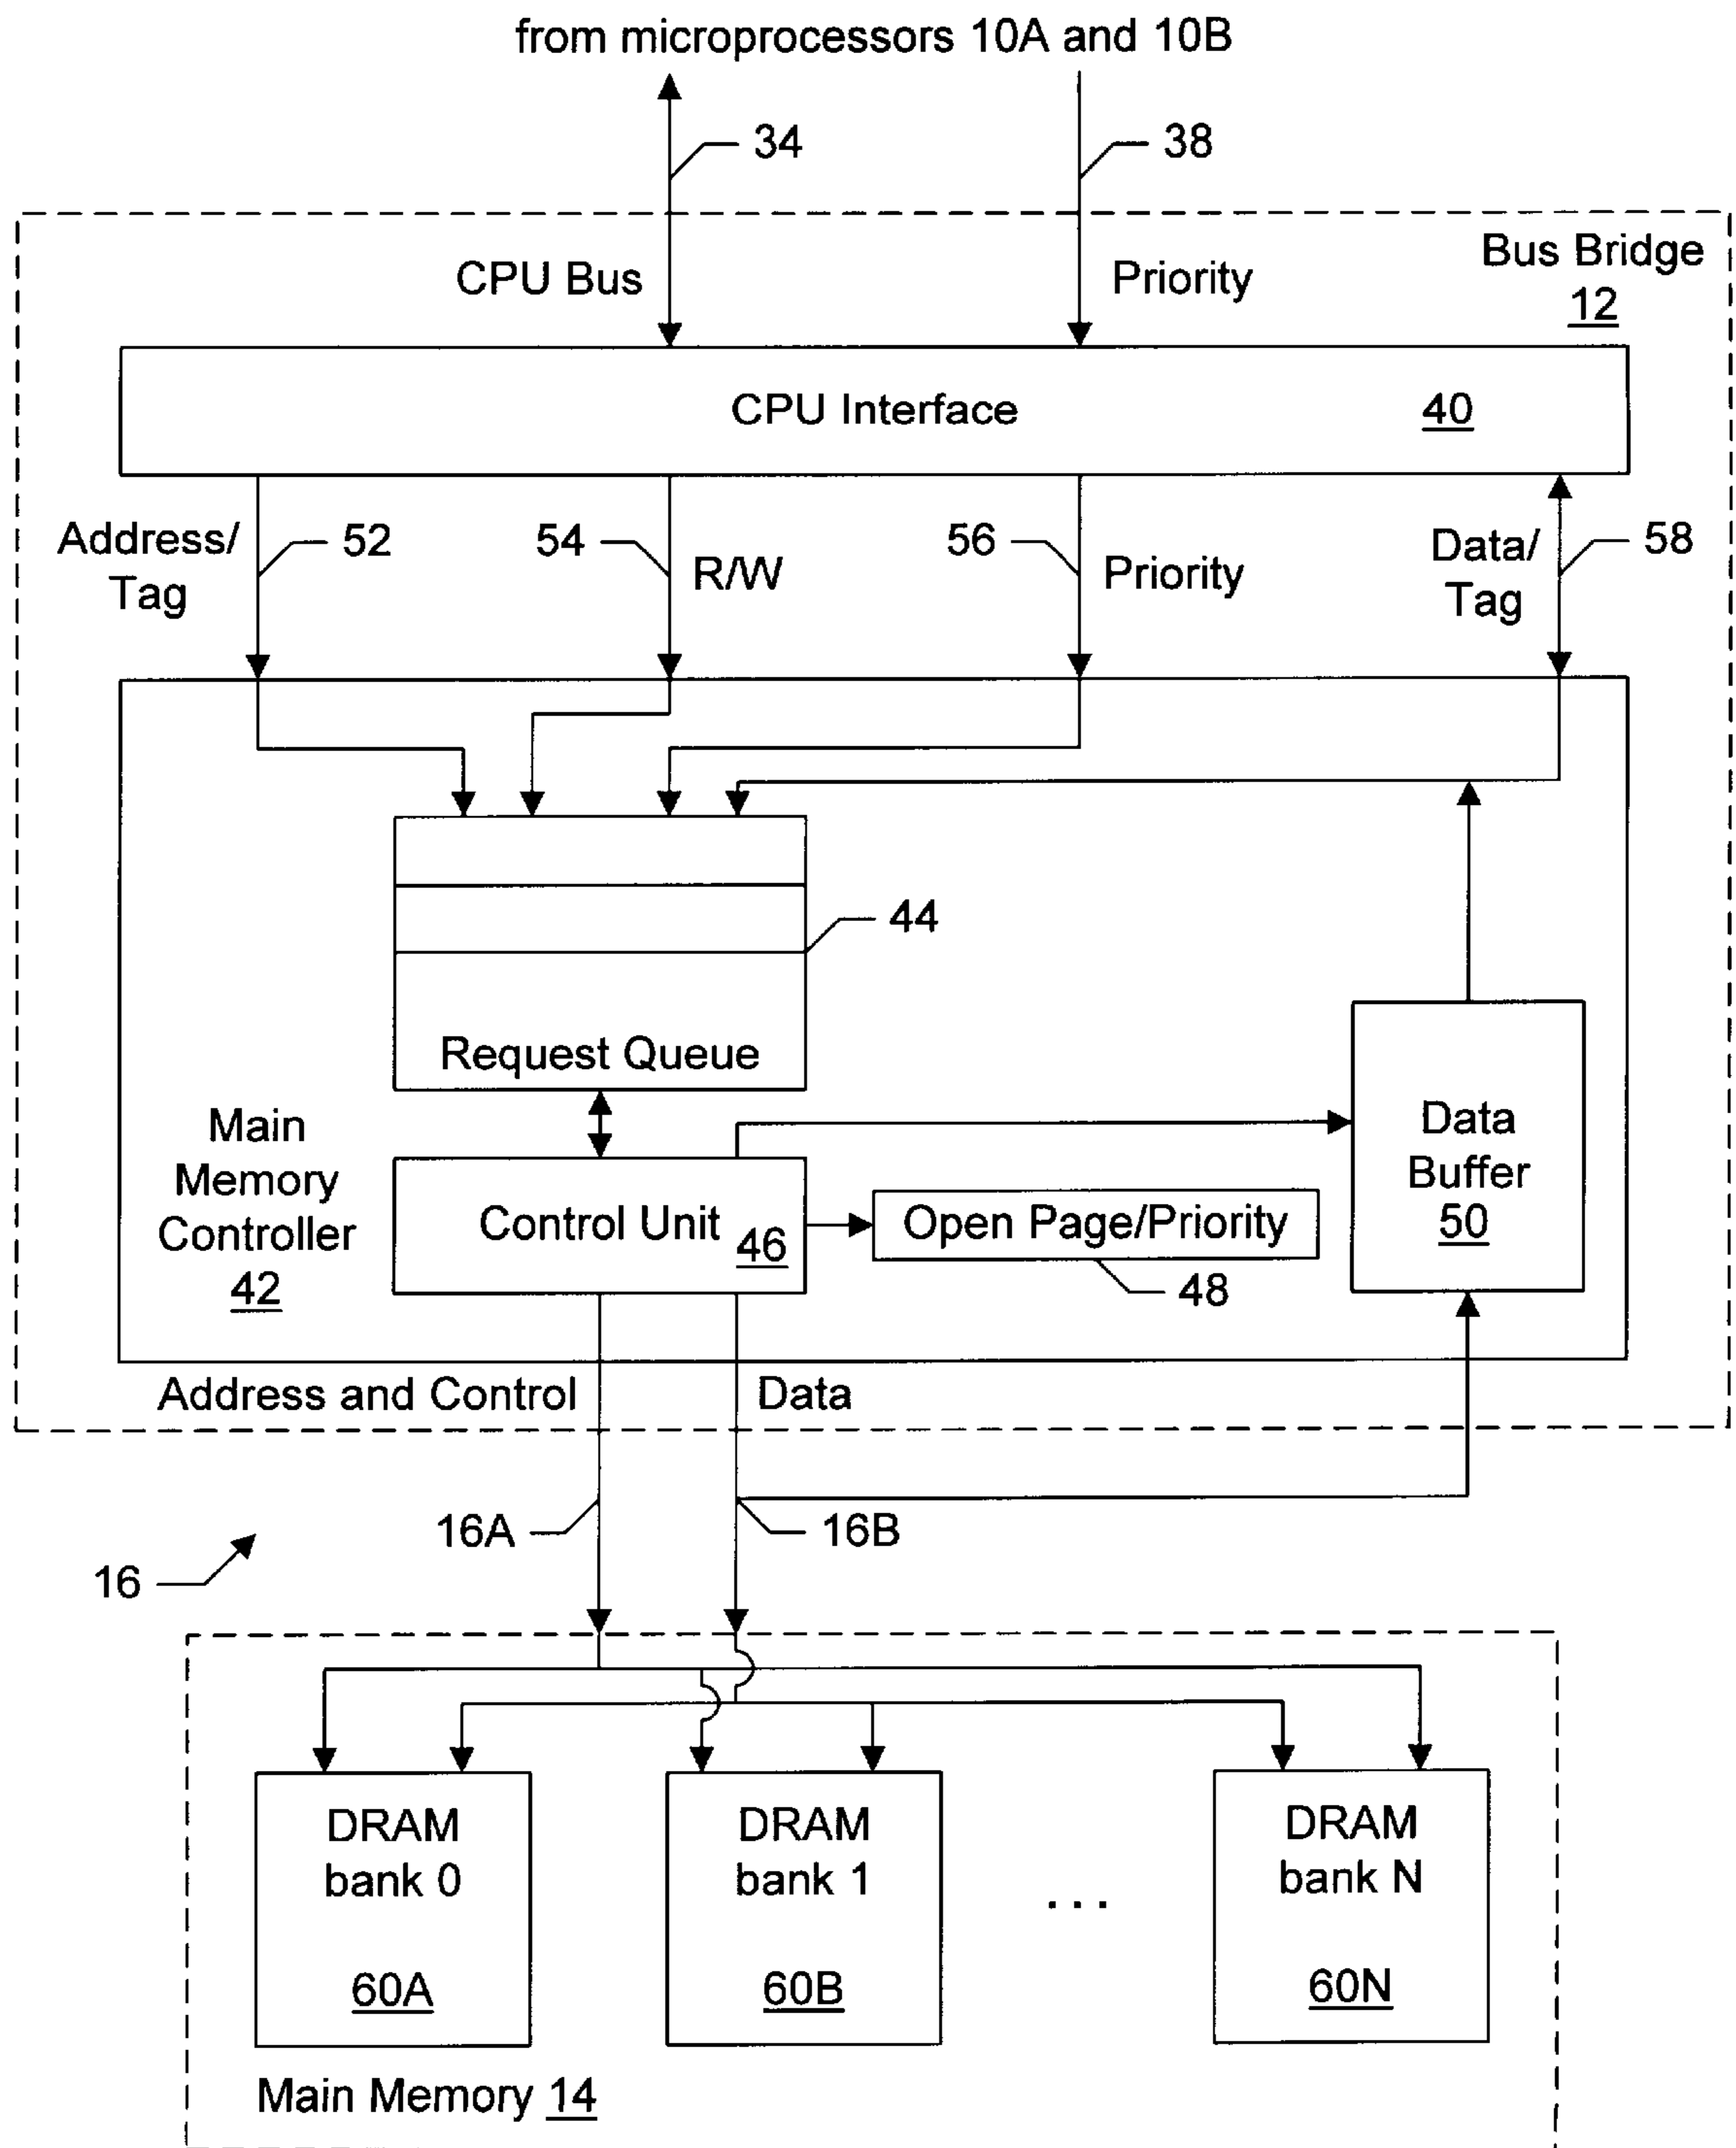 from microprocessors 10A and 10B
34
38
CPU Bus
Priority
Bus Bridge
12
CPU Interface
40
Address/
Tag
52
54
R/W
56
Priority
Data/
Tag
58
44
Request Queue
Main
Memory
Controller
42
Control Unit
46
Open Page/Priority
48
Data
Buffer
50
Address and Control
Data
16A
16B
16
DRAM
bank 0
60A
DRAM
bank 1
60B
. . .
DRAM
bank N
60N
Main Memory 14